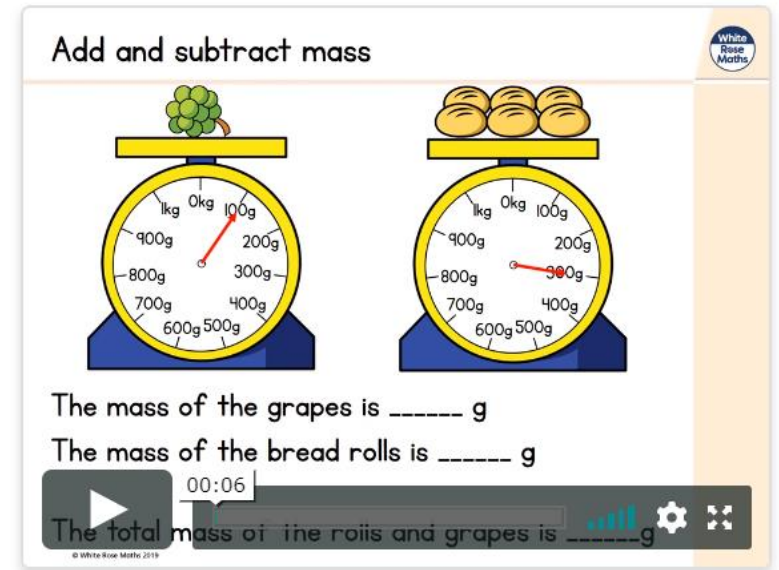 Add and subtract mass
White
Rose
Maths
0kg
100g
200g
300g
400g
500g
600g
700g
800g
900g
1kg
0kg
100g
200g
300g
400g
500g
600g
700g
800g
900g
1kg
The mass of the grapes is ______ g
The mass of the bread rolls is ______ g
00:06
The total mass of the rolls and grapes is ______g
© White Rose Maths 2019